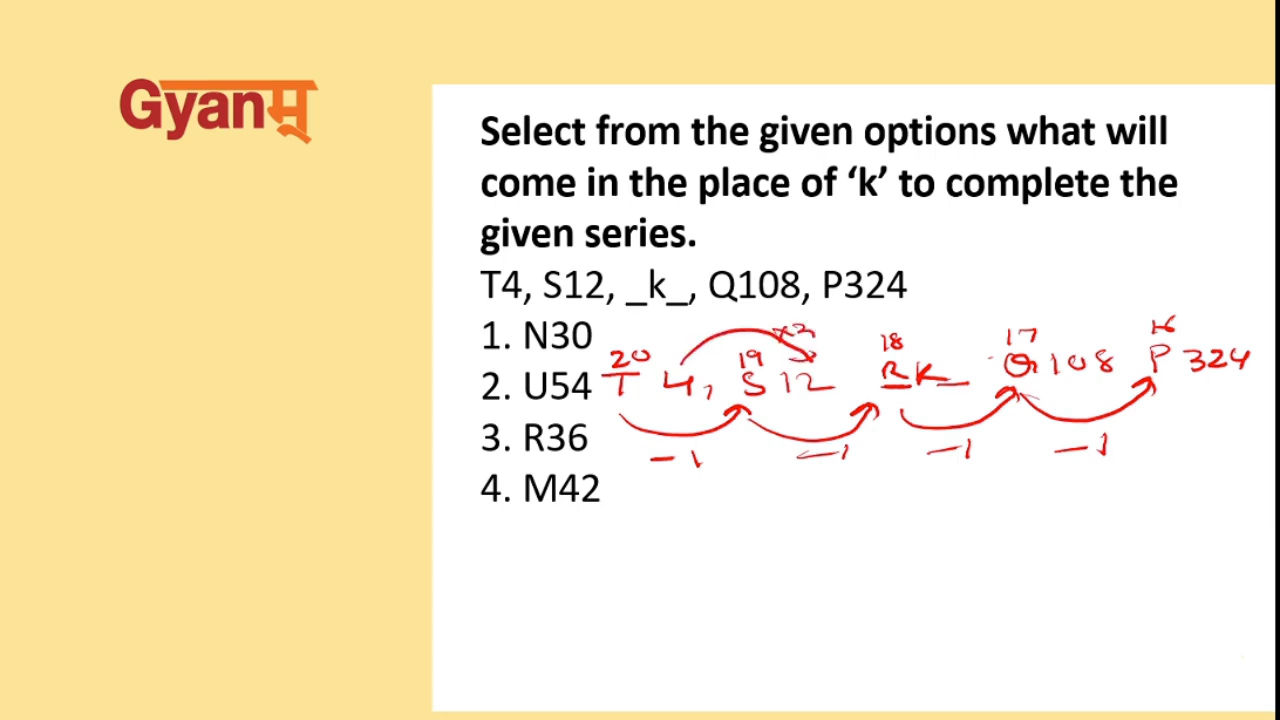 Gyanम्
Select from the given options what will
come in the place of ‘k’ to complete the
given series.
T4, S12, _k_, Q108, P324
1. N30
2. U54
3. R36
4. M42
20 19 18 17 16
T 4, S 12 R K Q 108 P 324
-1 -1 -1 -1